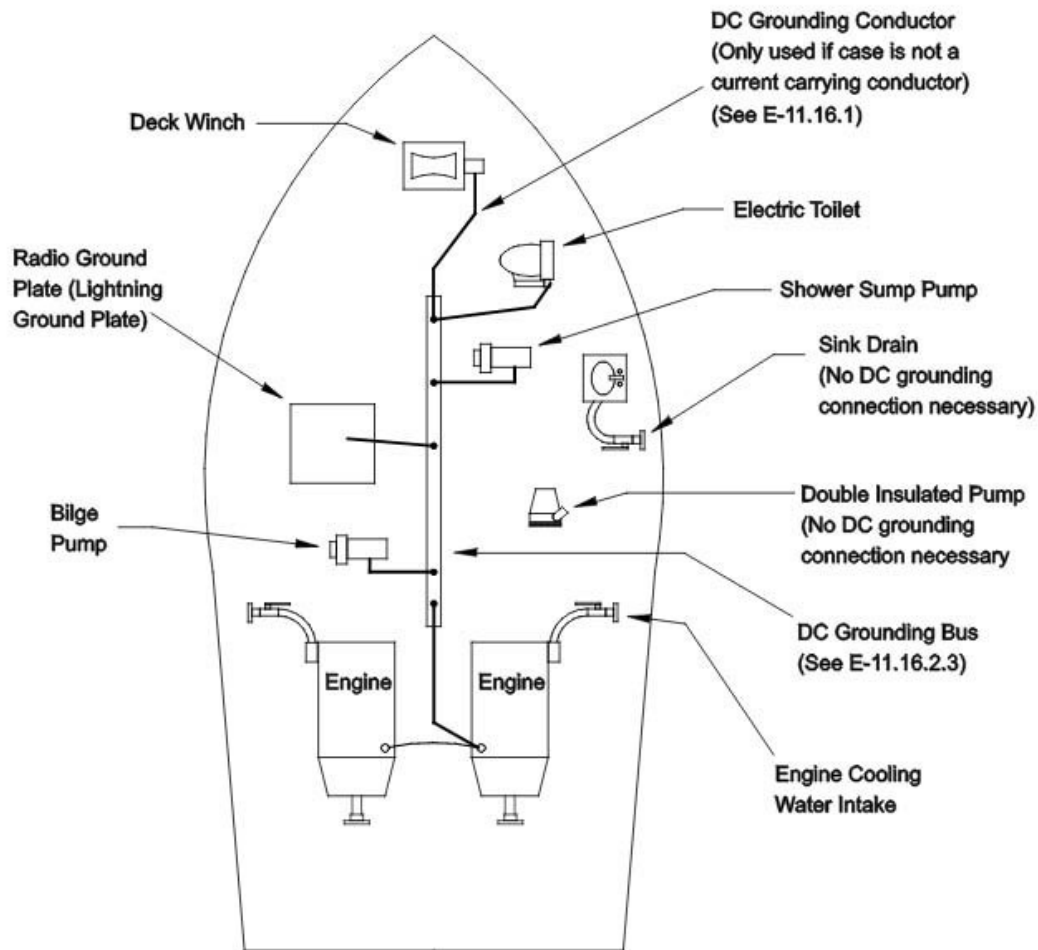 DC Grounding Conductor
(Only used if case is not a
current carrying conductor)
(See E-11.16.1)
Deck Winch
Electric Toilet
Radio Ground
Plate (Lightning
Ground Plate)
Shower Sump Pump
Sink Drain
(No DC grounding
connection necessary)
Double Insulated Pump
(No DC grounding
connection necessary
Bilge
Pump
DC Grounding Bus
(See E-11.16.2.3)
Engine
Engine
Engine Cooling
Water Intake